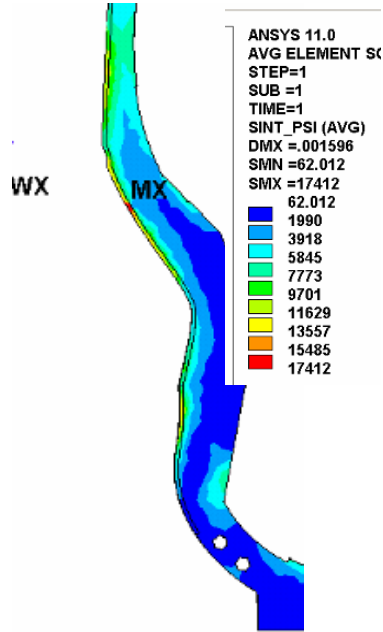 ANSYS 11.0
AVG ELEMENT SO
STEP=1
SUB =1
TIME=1
SINT_PSI (AVG)
DMX =.001596
SMN =62.012
SMX =17412
62.012
1990
3918
5845
7773
9701
11629
13557
15485
17412
WX
MX